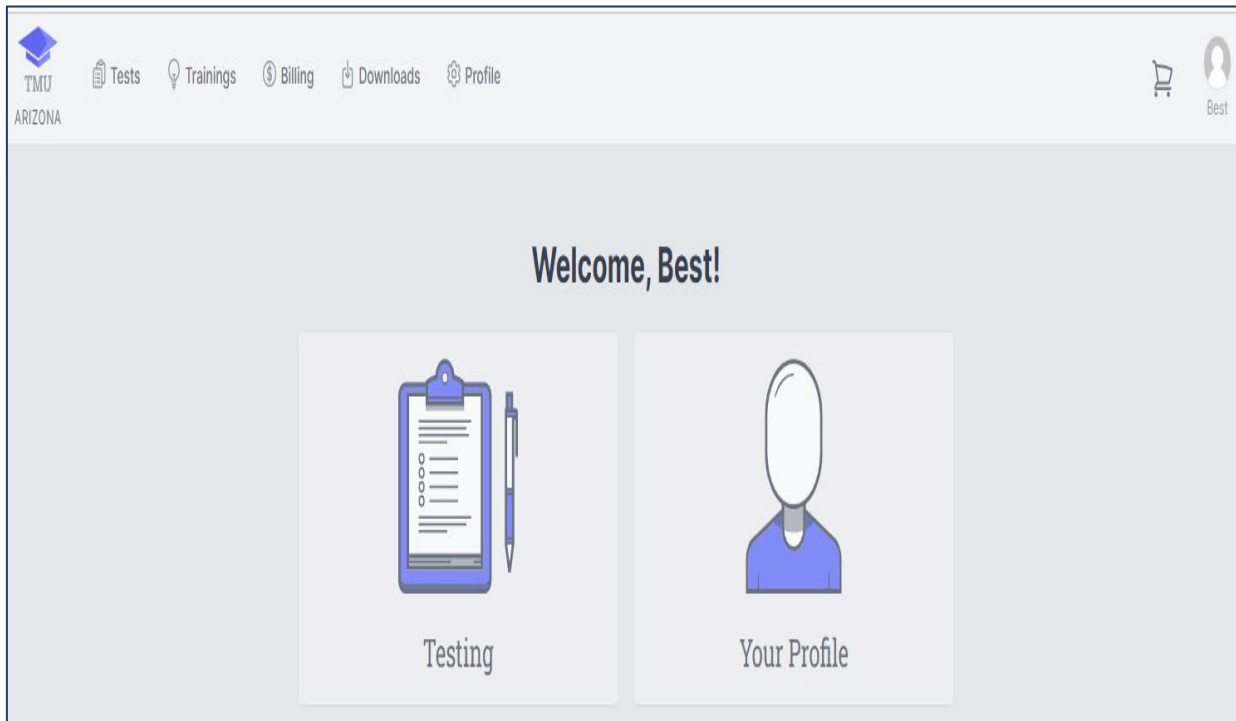 TMU
ARIZONA
Tests Trainings Billing Downloads Profile
Best
Welcome, Best!
Testing
Your Profile